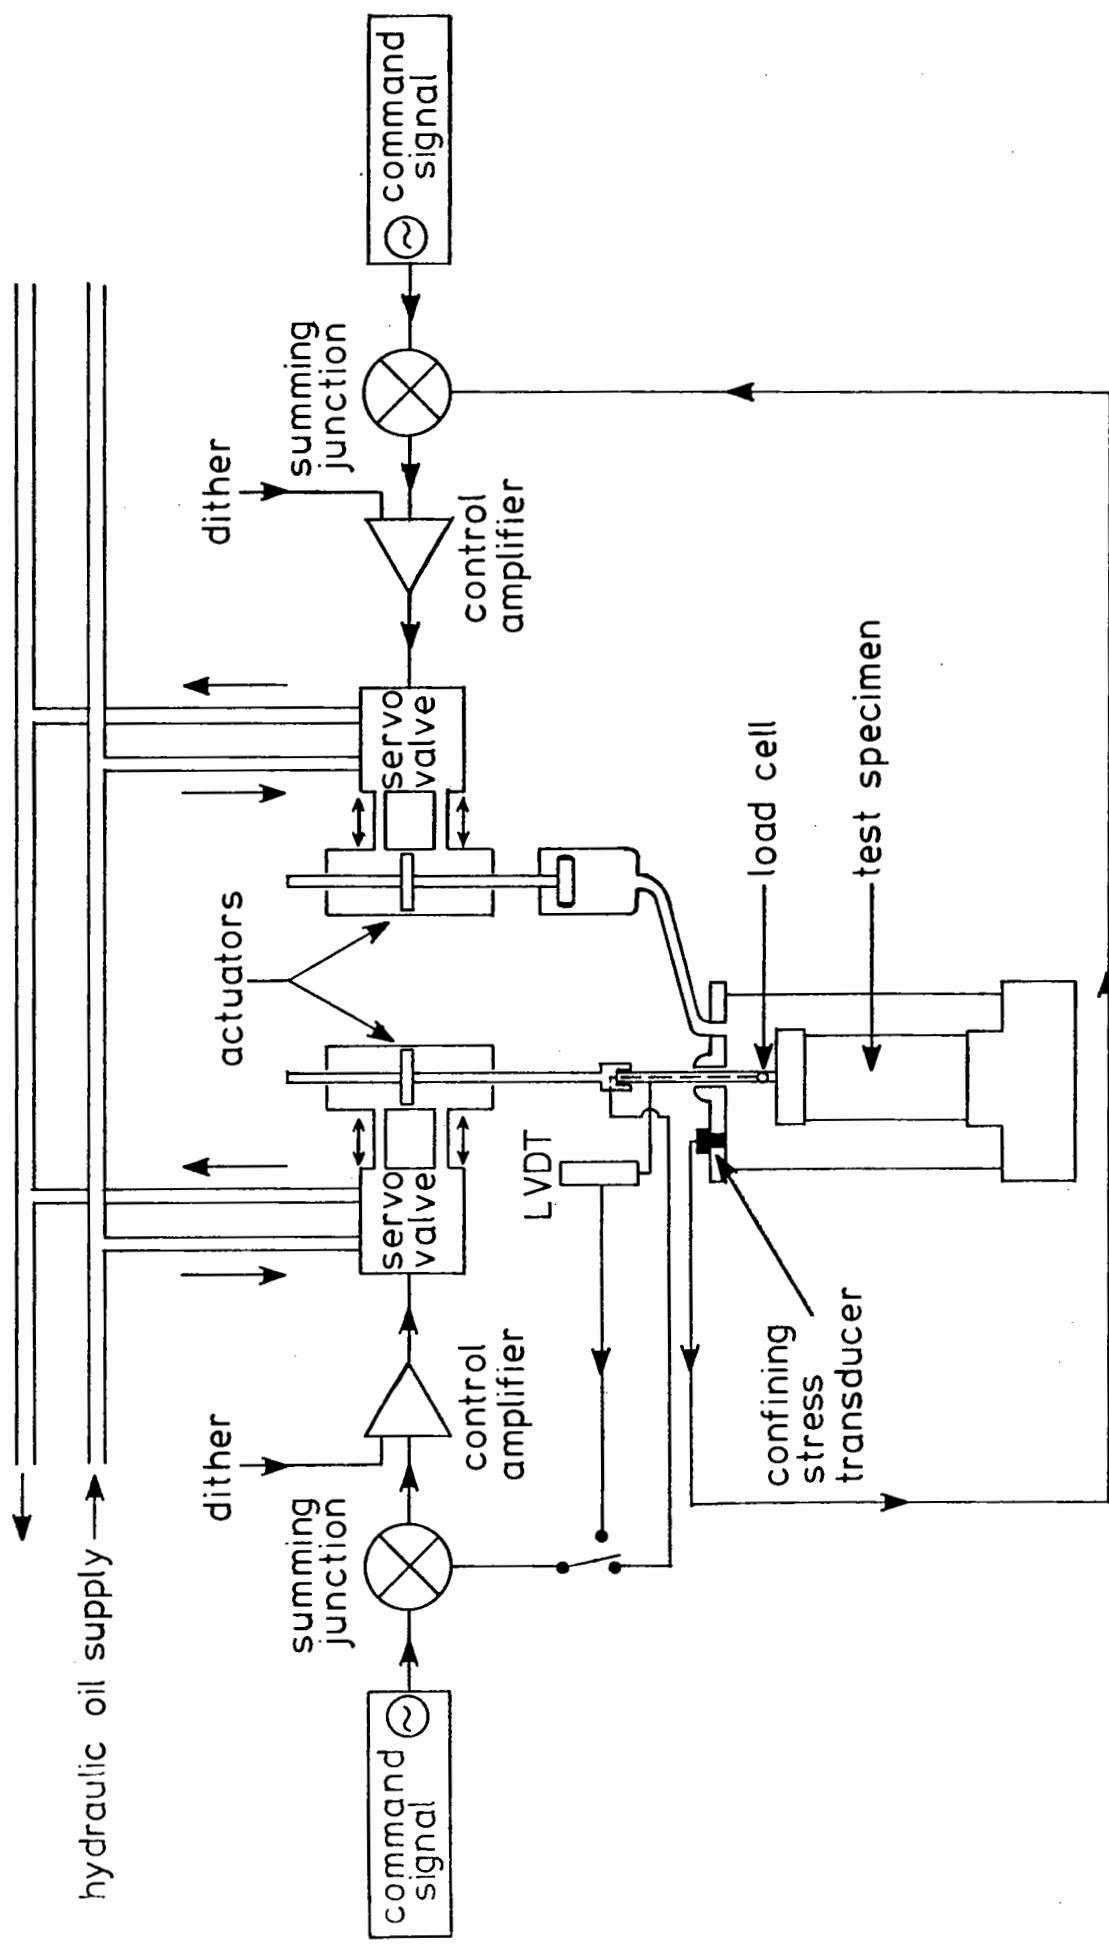 hydraulic oil supply
command
signal
summing
junction
dither
control
amplifier
servo
valve
actuators
servo
valve
control
amplifier
dither
summing
junction
command
signal
LVDT
confining
stress
transducer
load cell
test specimen